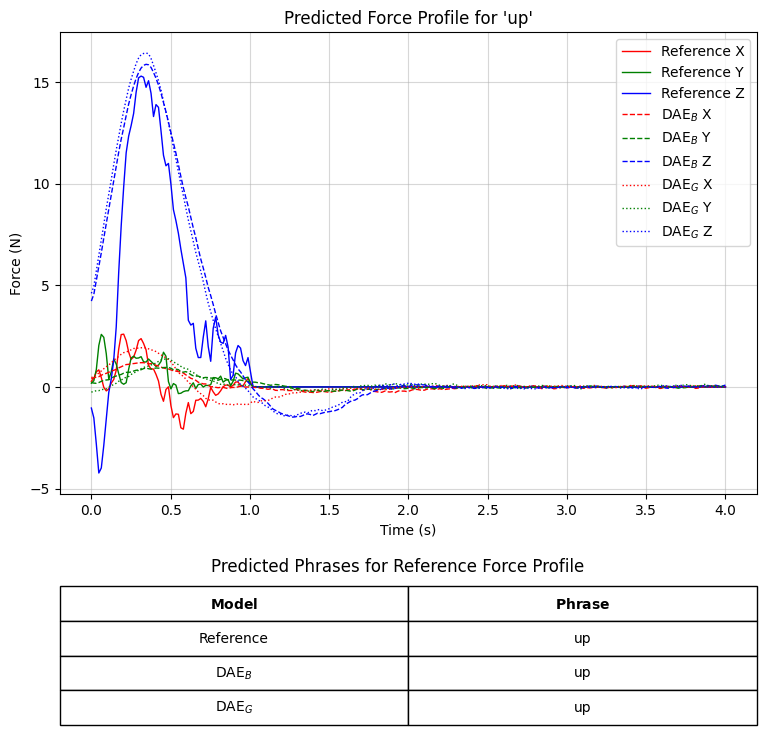 Predicted Force Profile for 'up'
Reference X
Reference Y
Reference Z
DAE_B X
DAE_B Y
DAE_B Z
DAE_G X
DAE_G Y
DAE_G Z
Force (N)
15
10
5
0
−5
0.0 0.5 1.0 1.5 2.0 2.5 3.0 3.5 4.0
Time (s)
Predicted Phrases for Reference Force Profile
Model Phrase
Reference up
DAE_B up
DAE_G up